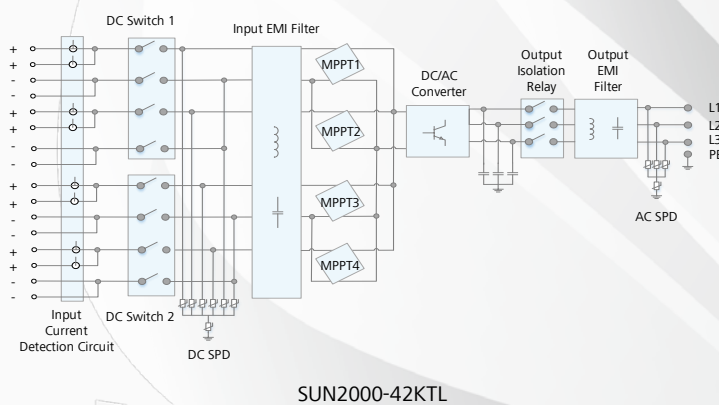 DC Switch 1
Input EMI Filter
MPPT1
MPPT2
MPPT3
MPPT4
DC/AC
Converter
Output
Isolation
Relay
Output
EMI
Filter
L1
L2
L3
PE
+
+
-
-
+
+
-
-
+
+
-
-
+
+
-
-
Input
Current
Detection Circuit
DC Switch 2
DC SPD
AC SPD
SUN2000-42KTL